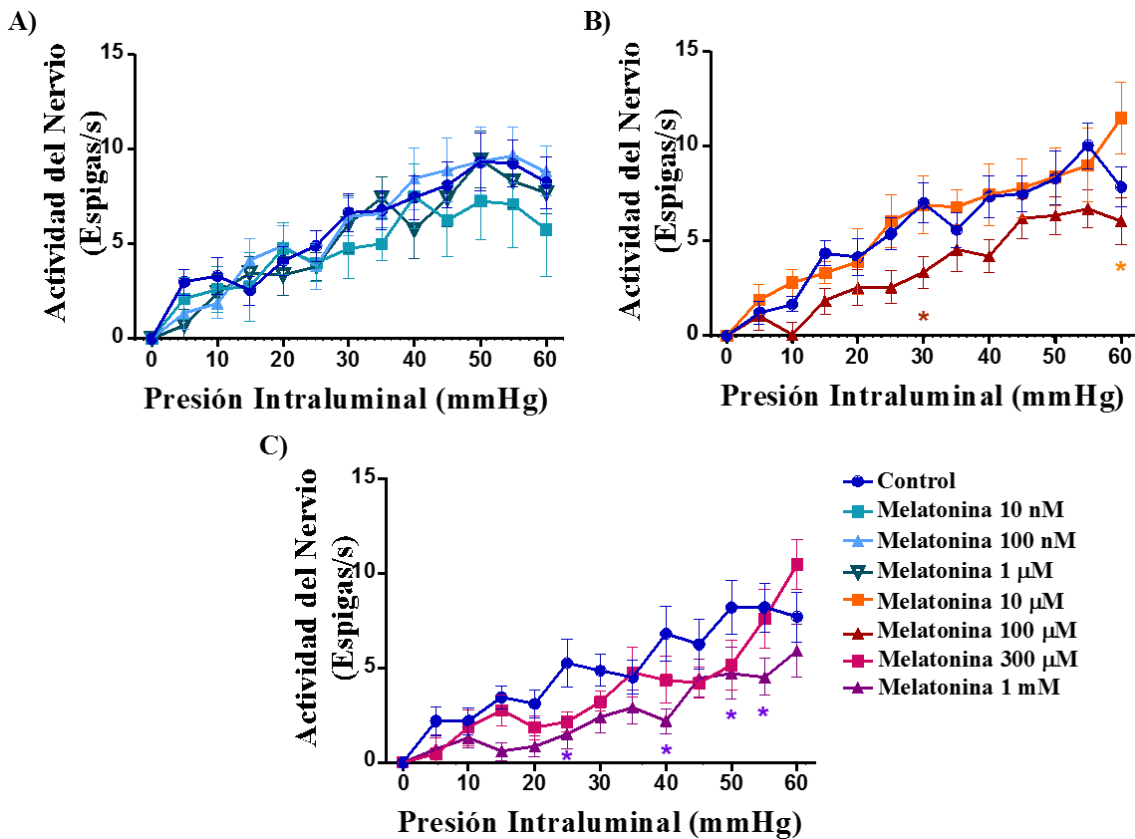 A)
Actividad del Nervio
(Espigas/s)
15
10
5
0
0 10 20 30 40 50 60
Presión Intraluminal (mmHg)
B)
Actividad del Nervio
(Espigas/s)
15
10
5
0
*
*
0 10 20 30 40 50 60
Presión Intraluminal (mmHg)
C)
Actividad del Nervio
(Espigas/s)
15
10
5
0
* * * *
0 10 20 30 40 50 60
Presión Intraluminal (mmHg)
Control
Melatonina 10 nM
Melatonina 100 nM
Melatonina 1 μM
Melatonina 10 μM
Melatonina 100 μM
Melatonina 300 μM
Melatonina 1 mM